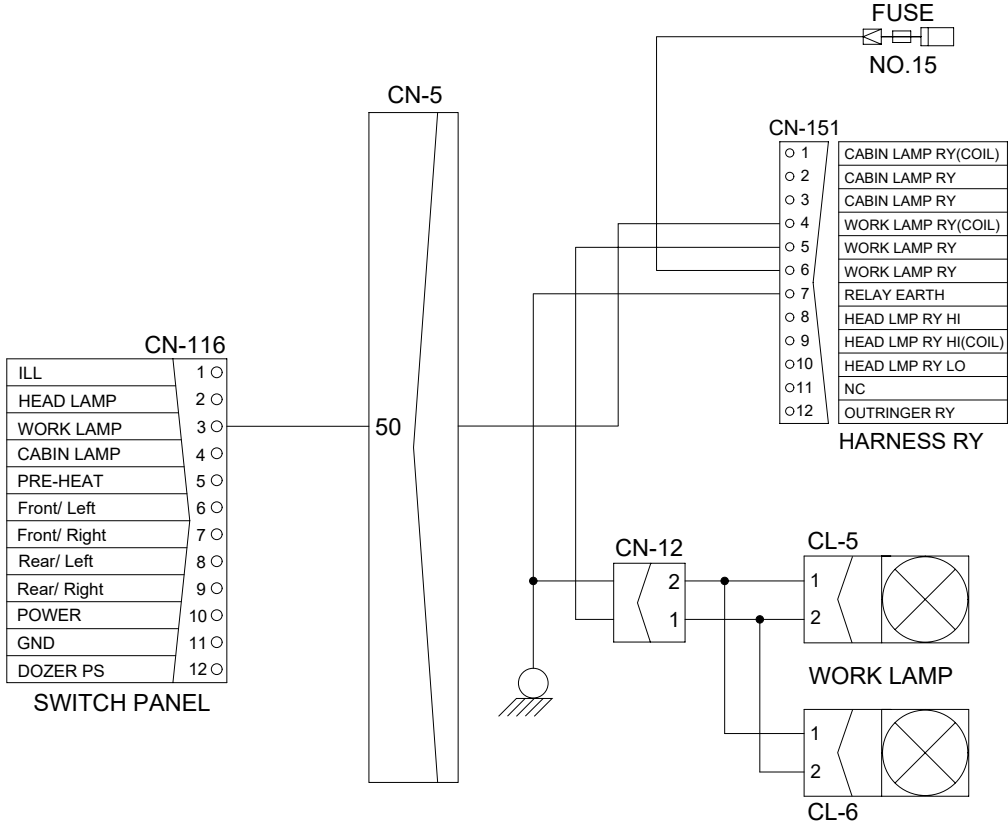 FUSE
NO.15
CN-5
CN-151
1 CABIN LAMP RY(COIL)
2 CABIN LAMP RY
3 CABIN LAMP RY
4 WORK LAMP RY(COIL)
5 WORK LAMP RY
6 WORK LAMP RY
7 RELAY EARTH
8 HEAD LMP RY HI
9 HEAD LMP RY HI(COIL)
10 HEAD LMP RY LO
11 NC
12 OUTRINGER RY
HARNESS RY
CN-116
ILL 1
HEAD LAMP 2
WORK LAMP 3
CABIN LAMP 4
PRE-HEAT 5
Front/ Left 6
Front/ Right 7
Rear/ Left 8
Rear/ Right 9
POWER 10
GND 11
DOZER PS 12
SWITCH PANEL
50
CN-12
2
1
CL-5
1
2
WORK LAMP
1
2
CL-6